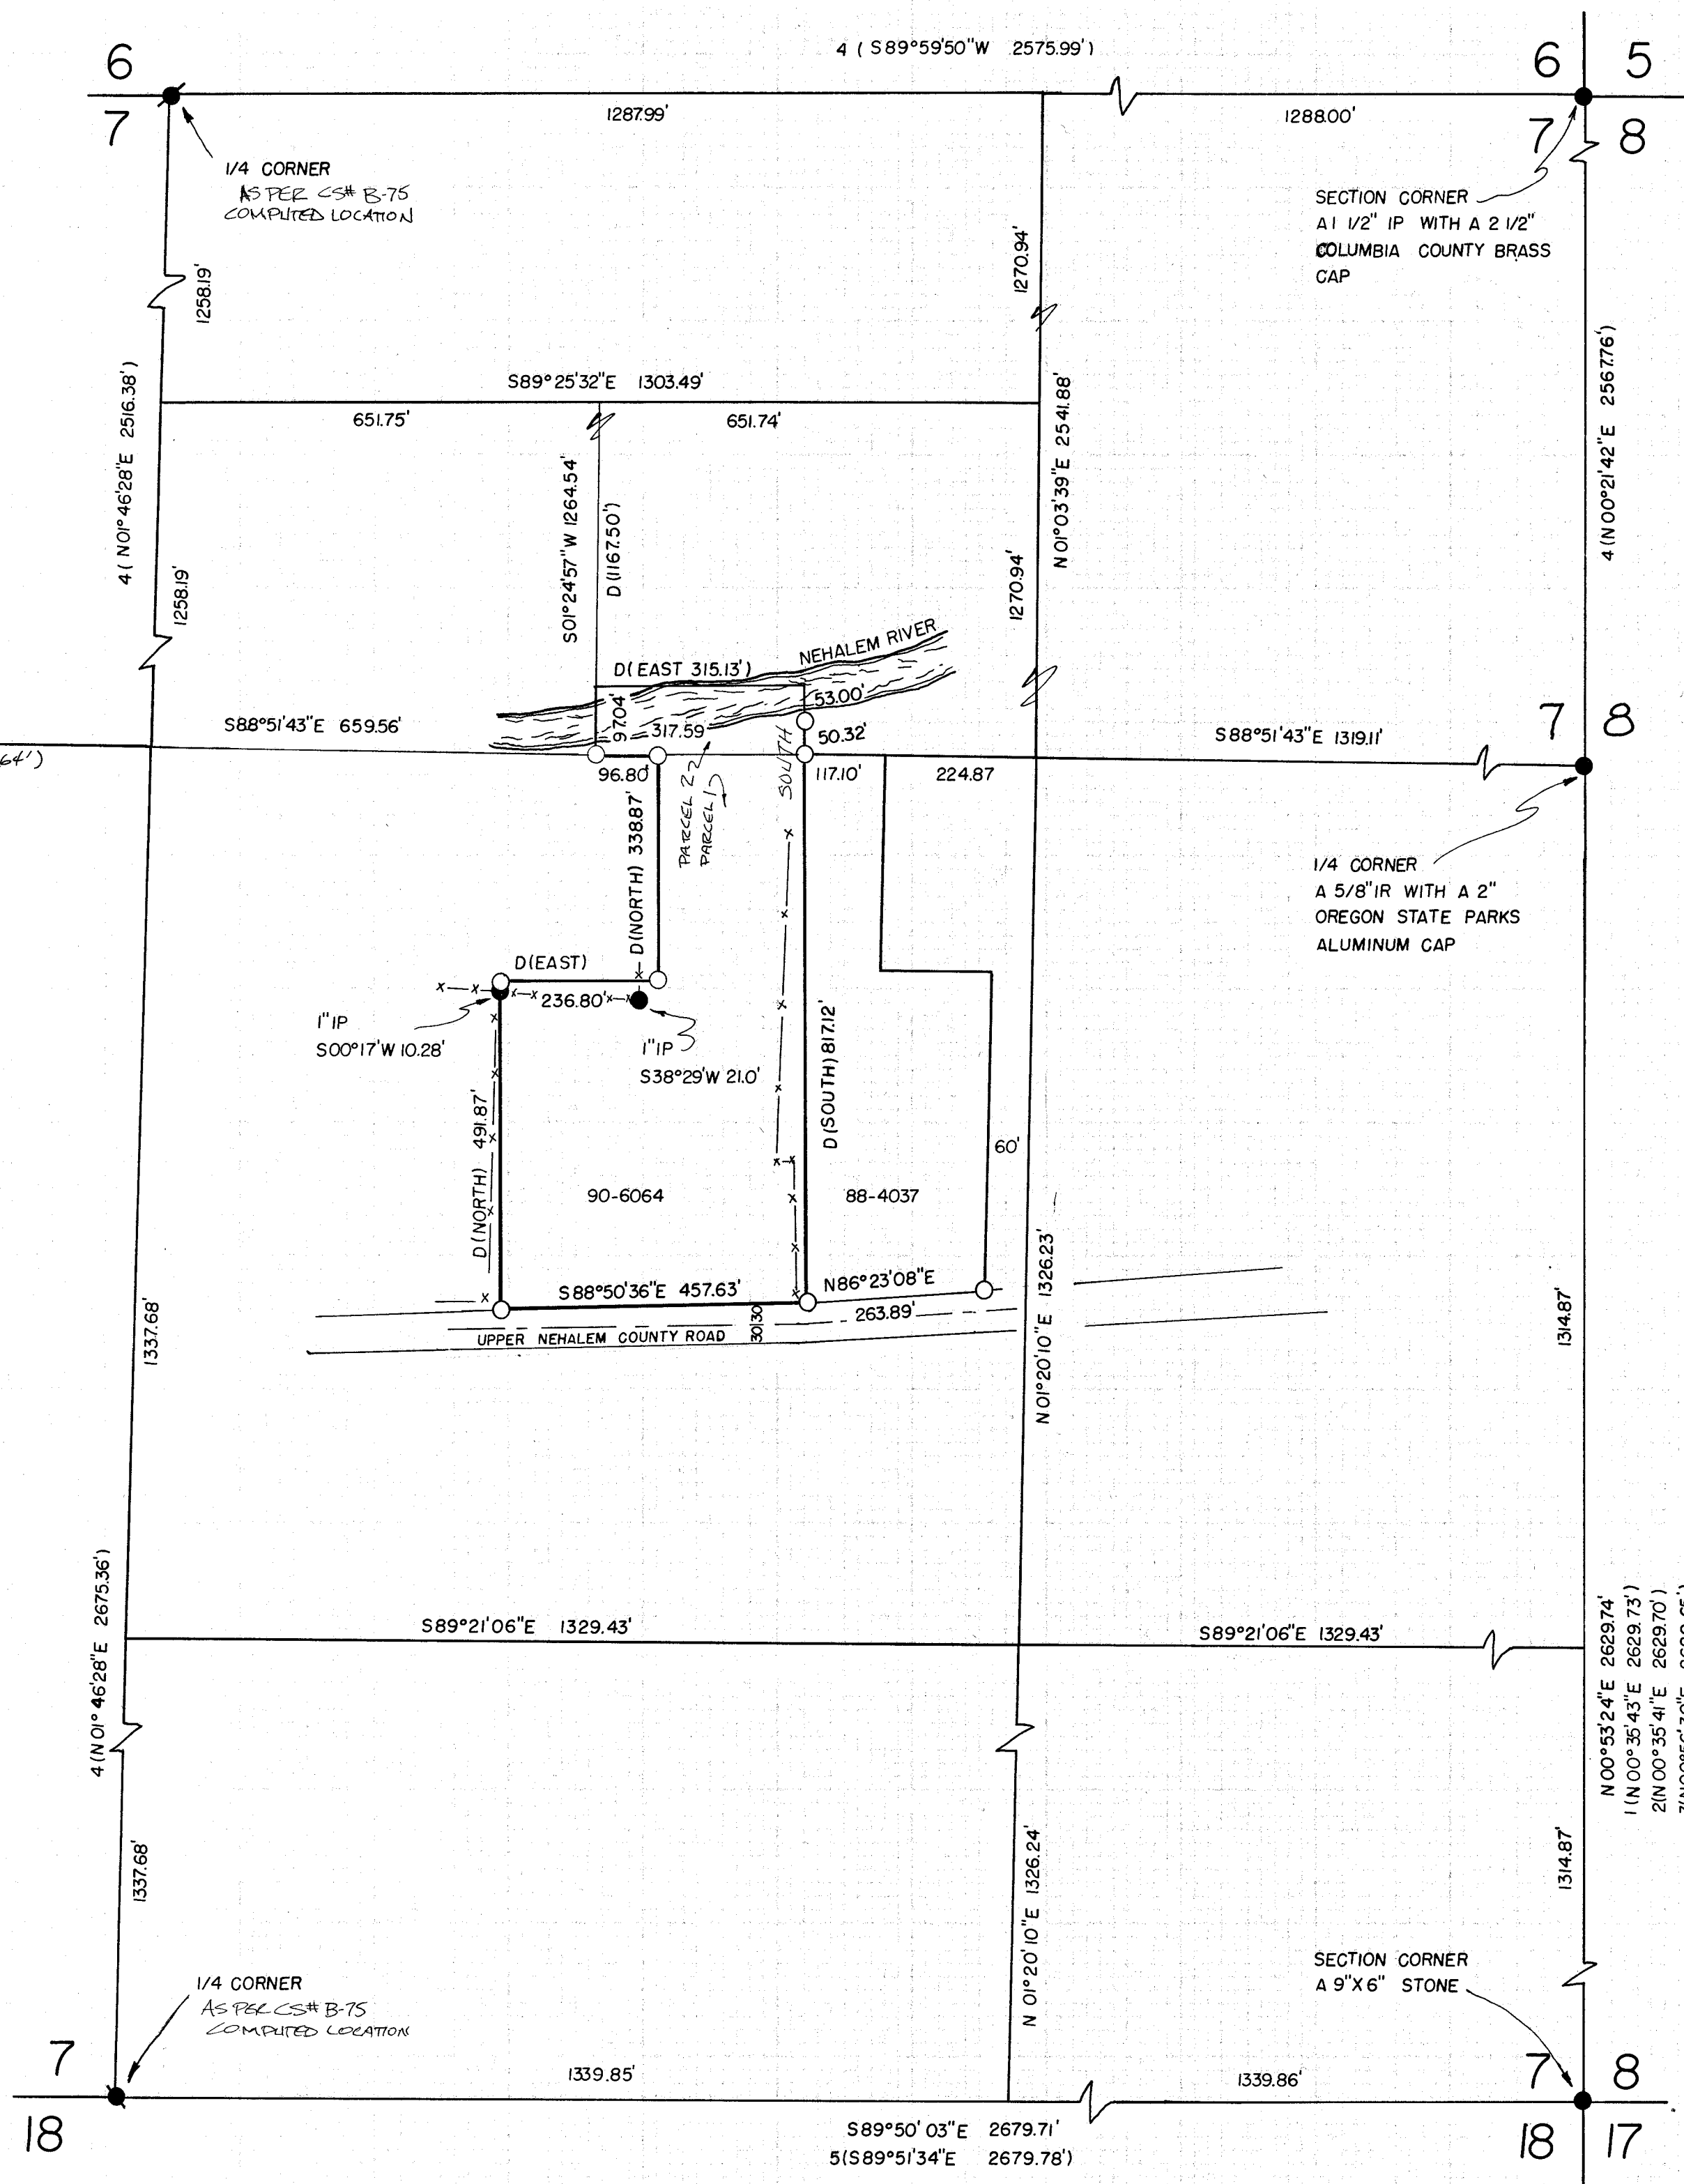 4 ( S89°59'50"W 2575.99')
6
6
5
7
7
8
1287.99'
1288.00'
1/4 CORNER
AS PER CS# B-75
COMPUTED LOCATION
SECTION CORNER
A 1 1/2" IP WITH A 2 1/2"
COLUMBIA COUNTY BRASS
CAP
1258.19'
1270.94'
4( N01°46'28"E 2516.38')
4(N00°21'42"E 2567.76')
S89°25'32"E 1303.49'
651.75'
651.74'
N01°03'39"E 2541.88'
S01°24'57"W 1264.54'
D(1167.50')
1258.19'
1270.94'
NEHALEM RIVER
D(EAST 315.13')
53.00'
97.04'
317.59
50.32'
S88°51'43"E 659.56'
S88°51'43"E 1319.11'
7
8
64')
96.80'
SOUTH
117.10'
224.87
PARCEL 2
PARCEL 1
D(NORTH) 338.87'
1/4 CORNER
A 5/8"IR WITH A 2"
OREGON STATE PARKS
ALUMINUM CAP
D(EAST)
236.80'
1"IP
S00°17'W 10.28'
1"IP
S38°29'W 21.0'
D(SOUTH) 817.12'
D(NORTH) 491.87'
60'
90-6064
88-4037
S88°50'36"E 457.63'
N86°23'08"E
263.89'
30|30
UPPER NEHALEM COUNTY ROAD
N01°20'10"E 1326.23'
1337.68'
1314.87'
4(N01°46'28"E 2675.36')
S89°21'06"E 1329.43'
S89°21'06"E 1329.43'
N00°53'24"E 2629.74'
1(N00°35'43"E 2629.73')
2(N00°35'41"E 2629.70')
1337.68'
N 01°20'10"E 1326.24'
1314.87'
1/4 CORNER
AS PER CS# B-75
COMPUTED LOCATION
SECTION CORNER
A 9"X6" STONE
7
7
8
1339.85'
1339.86'
18
18
17
S89°50'03"E 2679.71'
5(S89°51'34"E 2679.78')